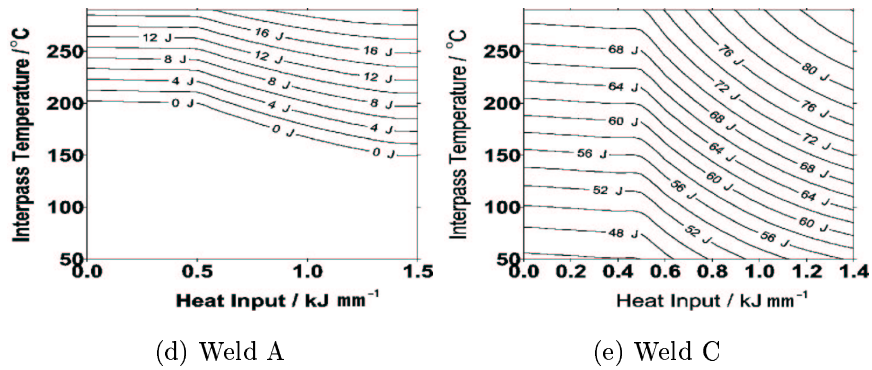 Interpass Temperature /°C
250
200
150
100
50
0.0
0.5
1.0
1.5
Heat Input / kJ mm⁻¹
16 J
16 J
12 J
12 J
12 J
8 J
8 J
8 J
4 J
4 J
4 J
0 J
0 J
0 J
(d) Weld A
Interpass Temperature /°C
250
200
150
100
50
0.0
0.2
0.4
0.6
0.8
1.0
1.2
1.4
Heat Input / kJ mm⁻¹
68 J
76 J
80 J
64 J
72 J
76 J
60 J
68 J
72 J
56 J
64 J
68 J
52 J
56 J
60 J
64 J
48 J
52 J
56 J
60 J
(e) Weld C